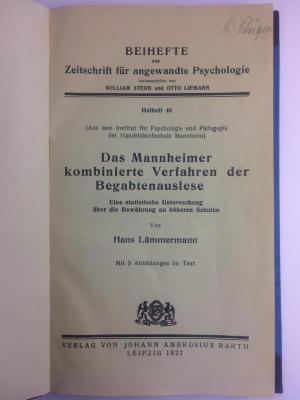 BEIHEFTE
zur
Zeitschrift für angewandte Psychologie
herausgegeben von
WILLIAM STERN und OTTO LIPMANN
Beiheft 40
(Aus dem Institut für Psychologie und Pädagogik
der Handelshochschule Mannheim)
Das Mannheimer
kombinierte Verfahren der
Begabtenauslese
Eine statistische Untersuchung
über die Bewährung an höheren Schulen
Von
Hans Lämmermann
Mit 5 Abbildungen im Text
VERLAG VON JOHANN AMBROSIUS BARTH
LEIPZIG 1927